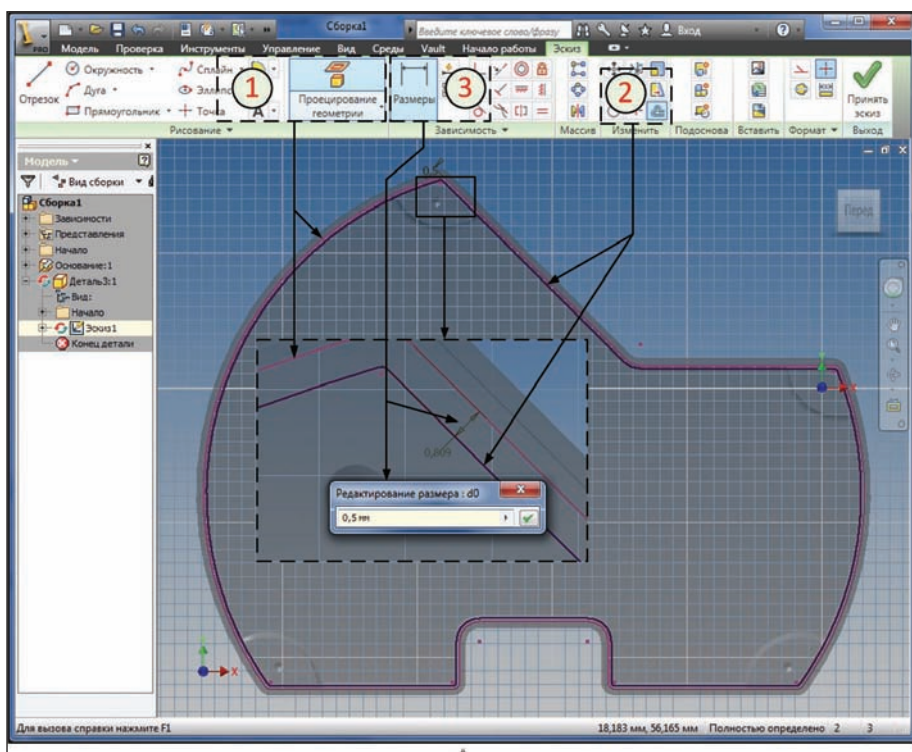 Сборка1
Введите ключевое слово/фразу
Вход
PRO
Модель Проверка Инструменты Управление Вид Среды Vault Начало работы Эскиз
Окружность
Сплайн
Отрезок
Дуга
1
Проецирование геометрии
Размеры
3
2
Принять эскиз
Прямоугольник
Точка
A
Рисование
Зависимость
Массив
Изменить
Подоснова
Вставить
Формат
Выход
Модель
Вид сборки
Сборка1
Зависимости
Представления
Начало
Основание:1
Деталь3:1
Вид:
Начало
Эскиз1
Конец детали
0,5
Перед
Y
X
0,009
Редактирование размера : d0
0,5 мм
Y
X
Для вызова справки нажмите F1
18,183 мм, 56,165 мм Полностью определено 2 3